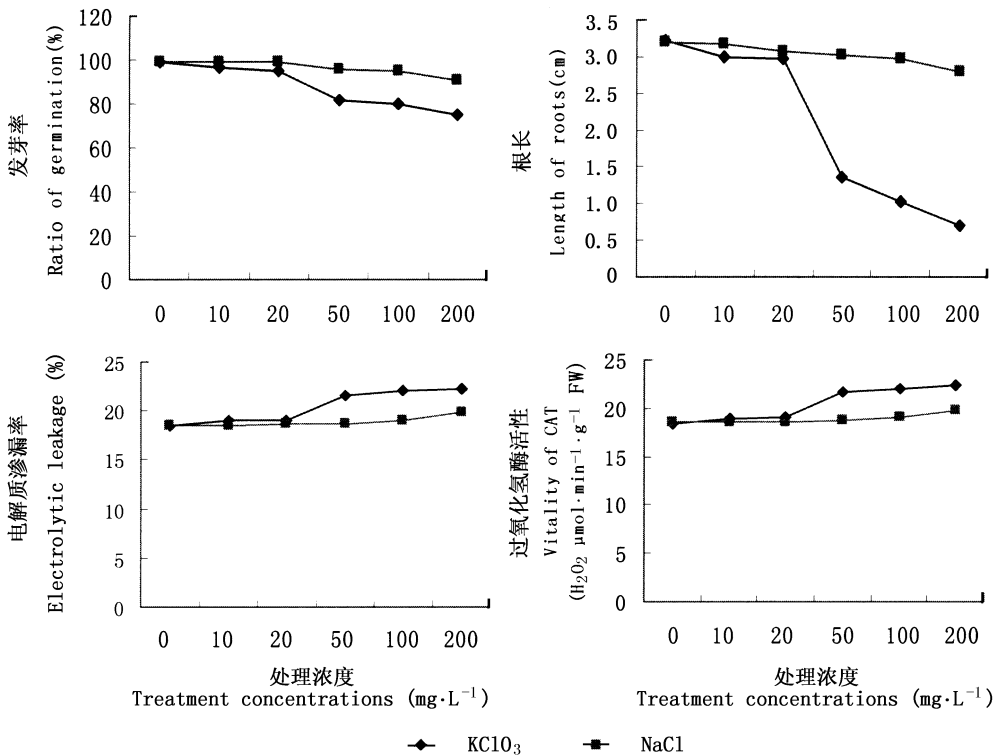 发芽率
Ratio of germination(%)
120
100
80
60
40
20
0
0 10 20 50 100 200
根长
Length of roots(cm)
3.5
3.0
2.5
2.0
1.5
1.0
0.5
0
0 10 20 50 100 200
电解质渗漏率
Electrolytic leakage (%)
25
20
15
10
5
0
0 10 20 50 100 200
处理浓度
Treatment concentrations (mg·L⁻¹)
过氧化氢酶活性
Vitality of CAT
(H₂O₂ μmol·min⁻¹·g⁻¹ FW)
25
20
15
10
5
0
0 10 20 50 100 200
处理浓度
Treatment concentrations (mg·L⁻¹)
KClO₃ NaCl